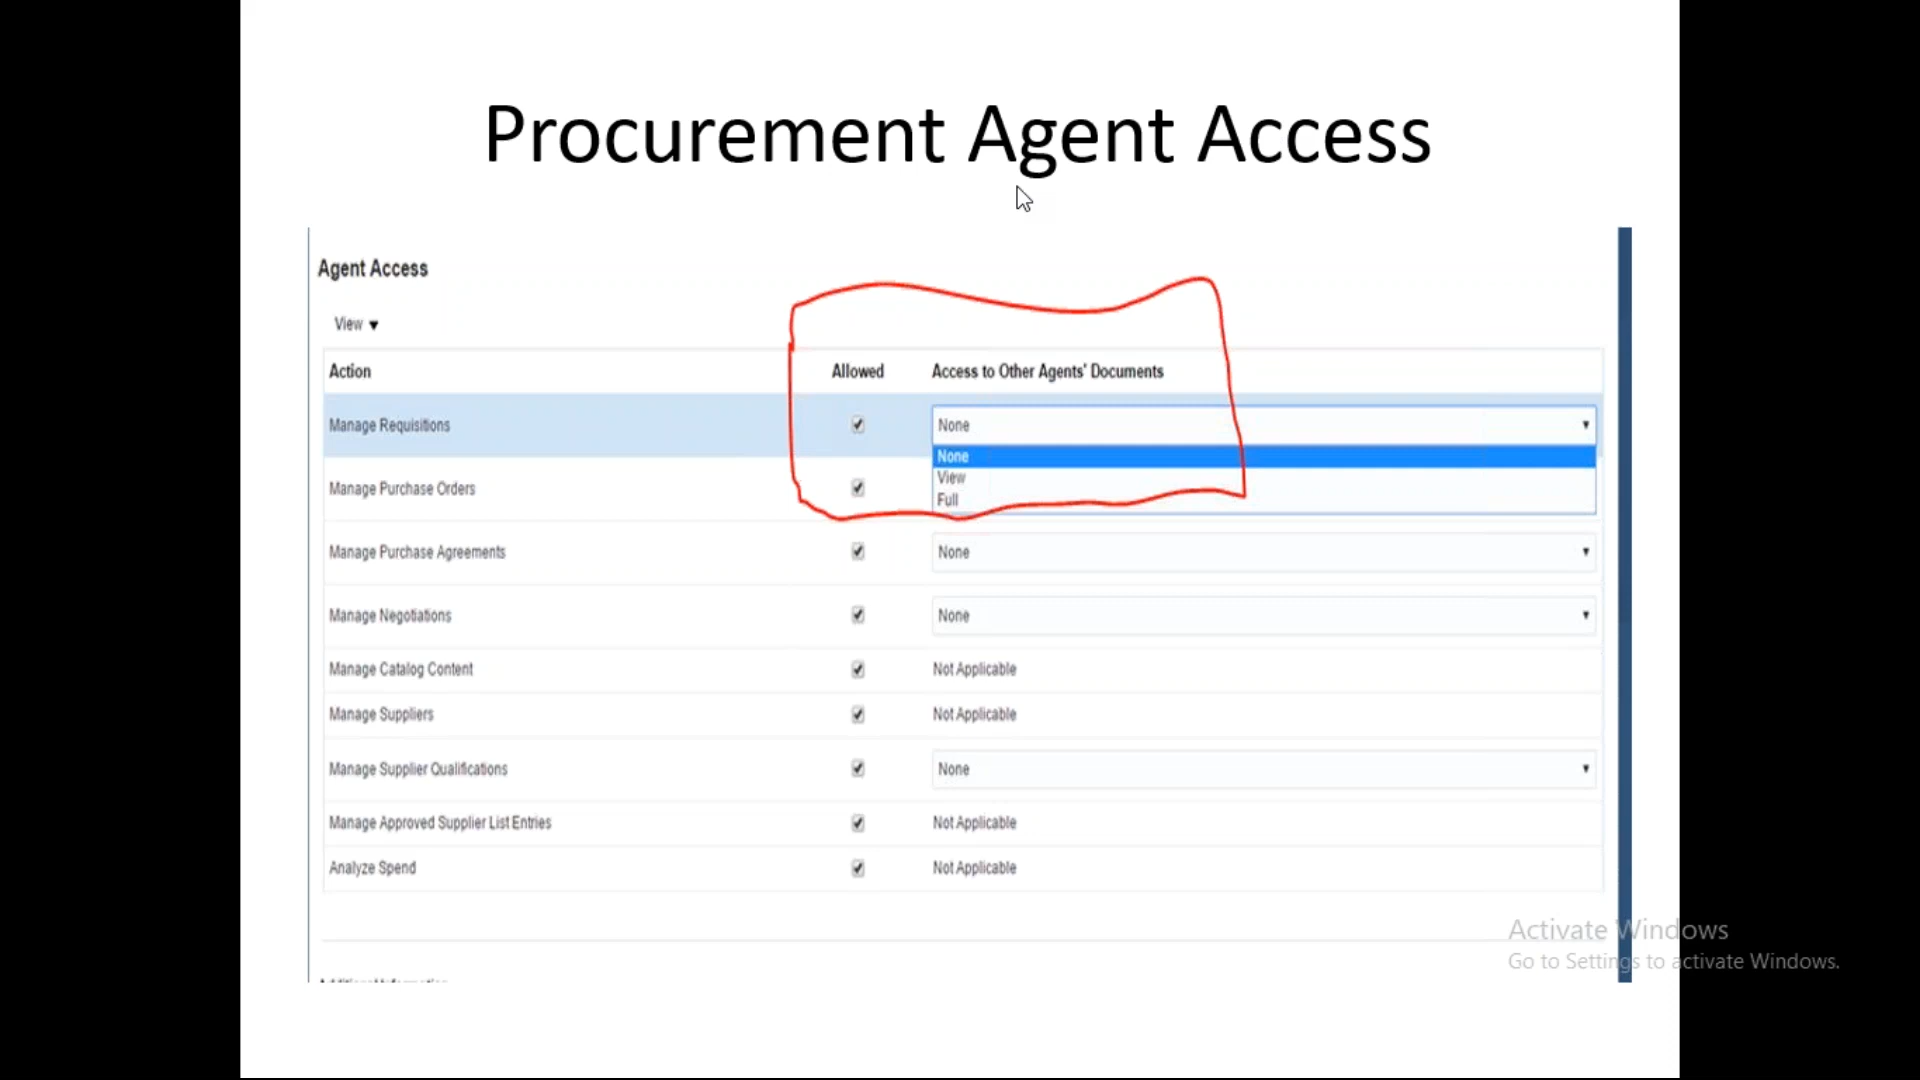 Procurement Agent Access
Agent Access
View
Action Allowed Access to Other Agents' Documents
Manage Requisitions None
None
View
Manage Purchase Orders
Full
Manage Purchase Agreements None
Manage Negotiations None
Manage Catalog Content Not Applicable
Manage Suppliers Not Applicable
Manage Supplier Qualifications None
Manage Approved Supplier List Entries Not Applicable
Analyze Spend Not Applicable
Activate Windows
Go to Settings to activate Windows.